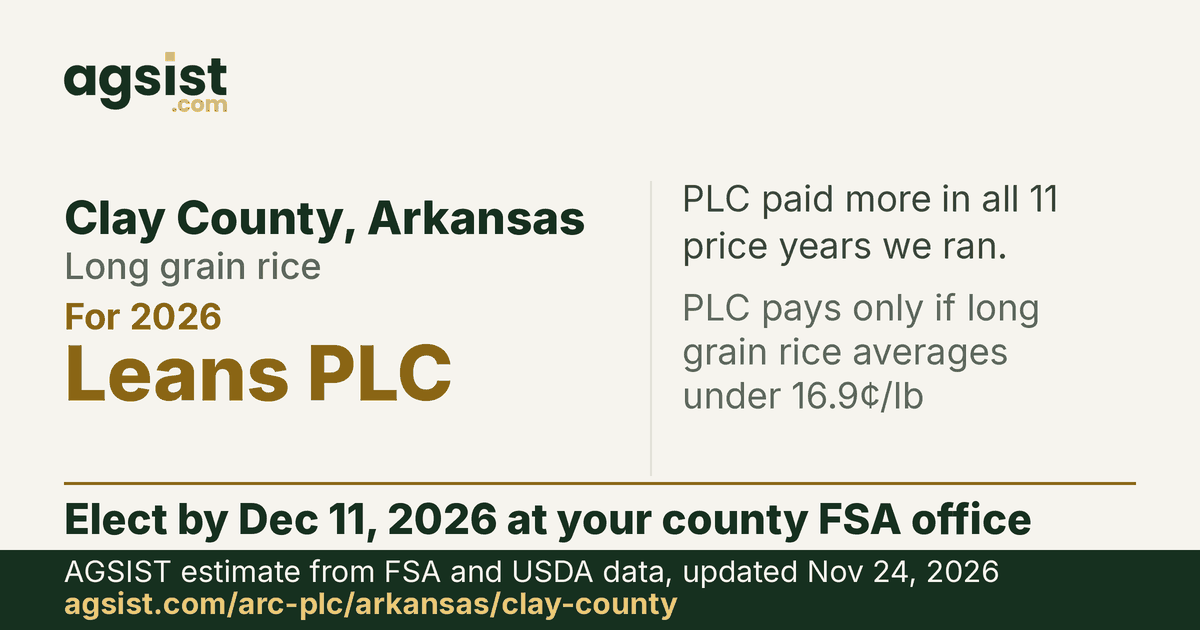 agsist
.com
Clay County, Arkansas
Long grain rice
For 2026
Leans PLC
PLC paid more in all 11
price years we ran.
PLC pays only if long
grain rice averages
under 16.9¢/lb
Elect by Dec 11, 2026 at your county FSA office
AGSIST estimate from FSA and USDA data, updated Nov 24, 2026
agsist.com/arc-plc/arkansas/clay-county